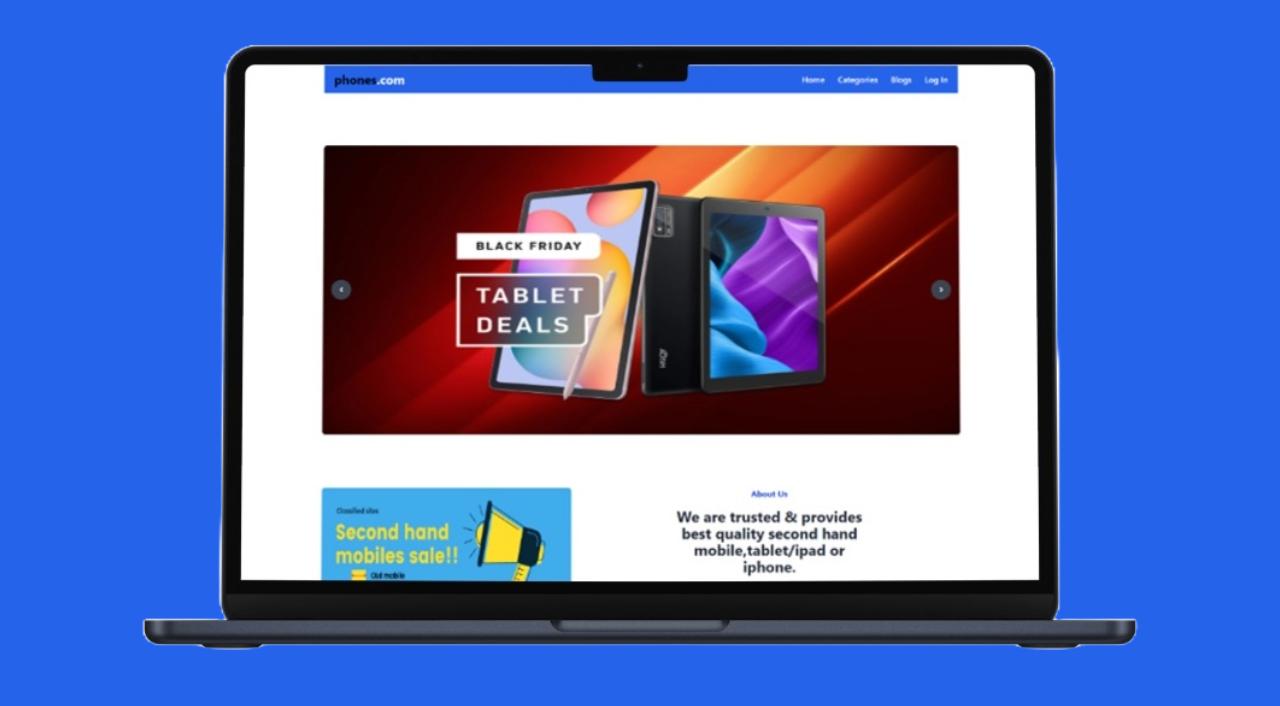 phones.com
Home Categories Blogs Log In
BLACK FRIDAY
TABLET
DEALS
About Us
We are trusted & provides
best quality second hand
mobile,tablet/ipad or
iphone.
Classified sites
Second hand
mobiles sale!!
Old mobile